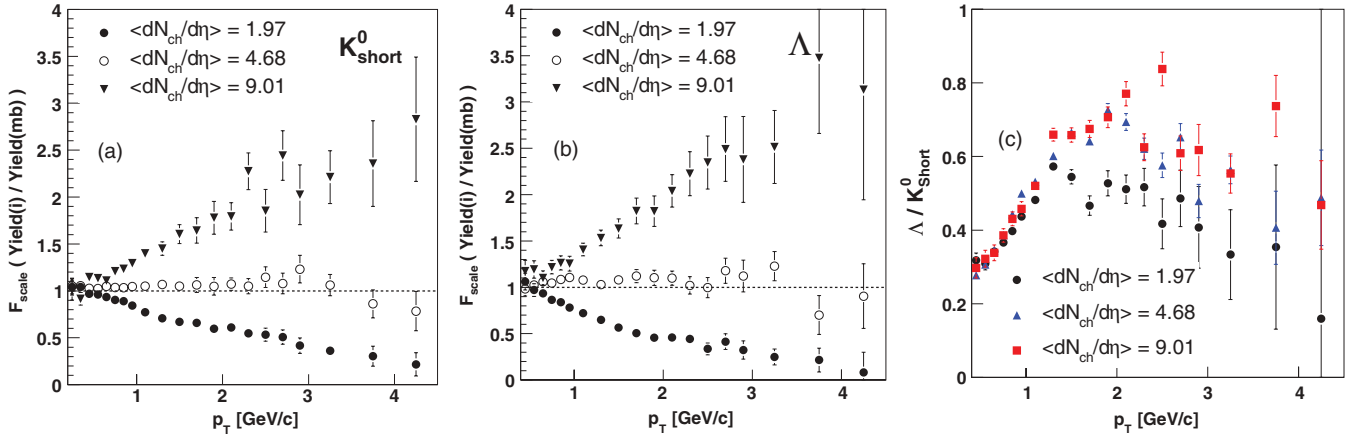 F_scale ( Yield(i) / Yield(mb))
4
3.5
3
2.5
2
1.5
1
0.5
0
<dN_ch/dη> = 1.97
<dN_ch/dη> = 4.68
<dN_ch/dη> = 9.01
K^0_short
(a)
1 2 3 4
p_T [GeV/c]
F_scale ( Yield(i) / Yield(mb))
4
3.5
3
2.5
2
1.5
1
0.5
0
<dN_ch/dη> = 1.97
<dN_ch/dη> = 4.68
<dN_ch/dη> = 9.01
Λ
(b)
1 2 3 4
p_T [GeV/c]
Λ / K^0_Short
1
0.8
0.6
0.4
0.2
0
(c)
<dN_ch/dη> = 1.97
<dN_ch/dη> = 4.68
<dN_ch/dη> = 9.01
1 2 3 4
p_T [GeV/c]